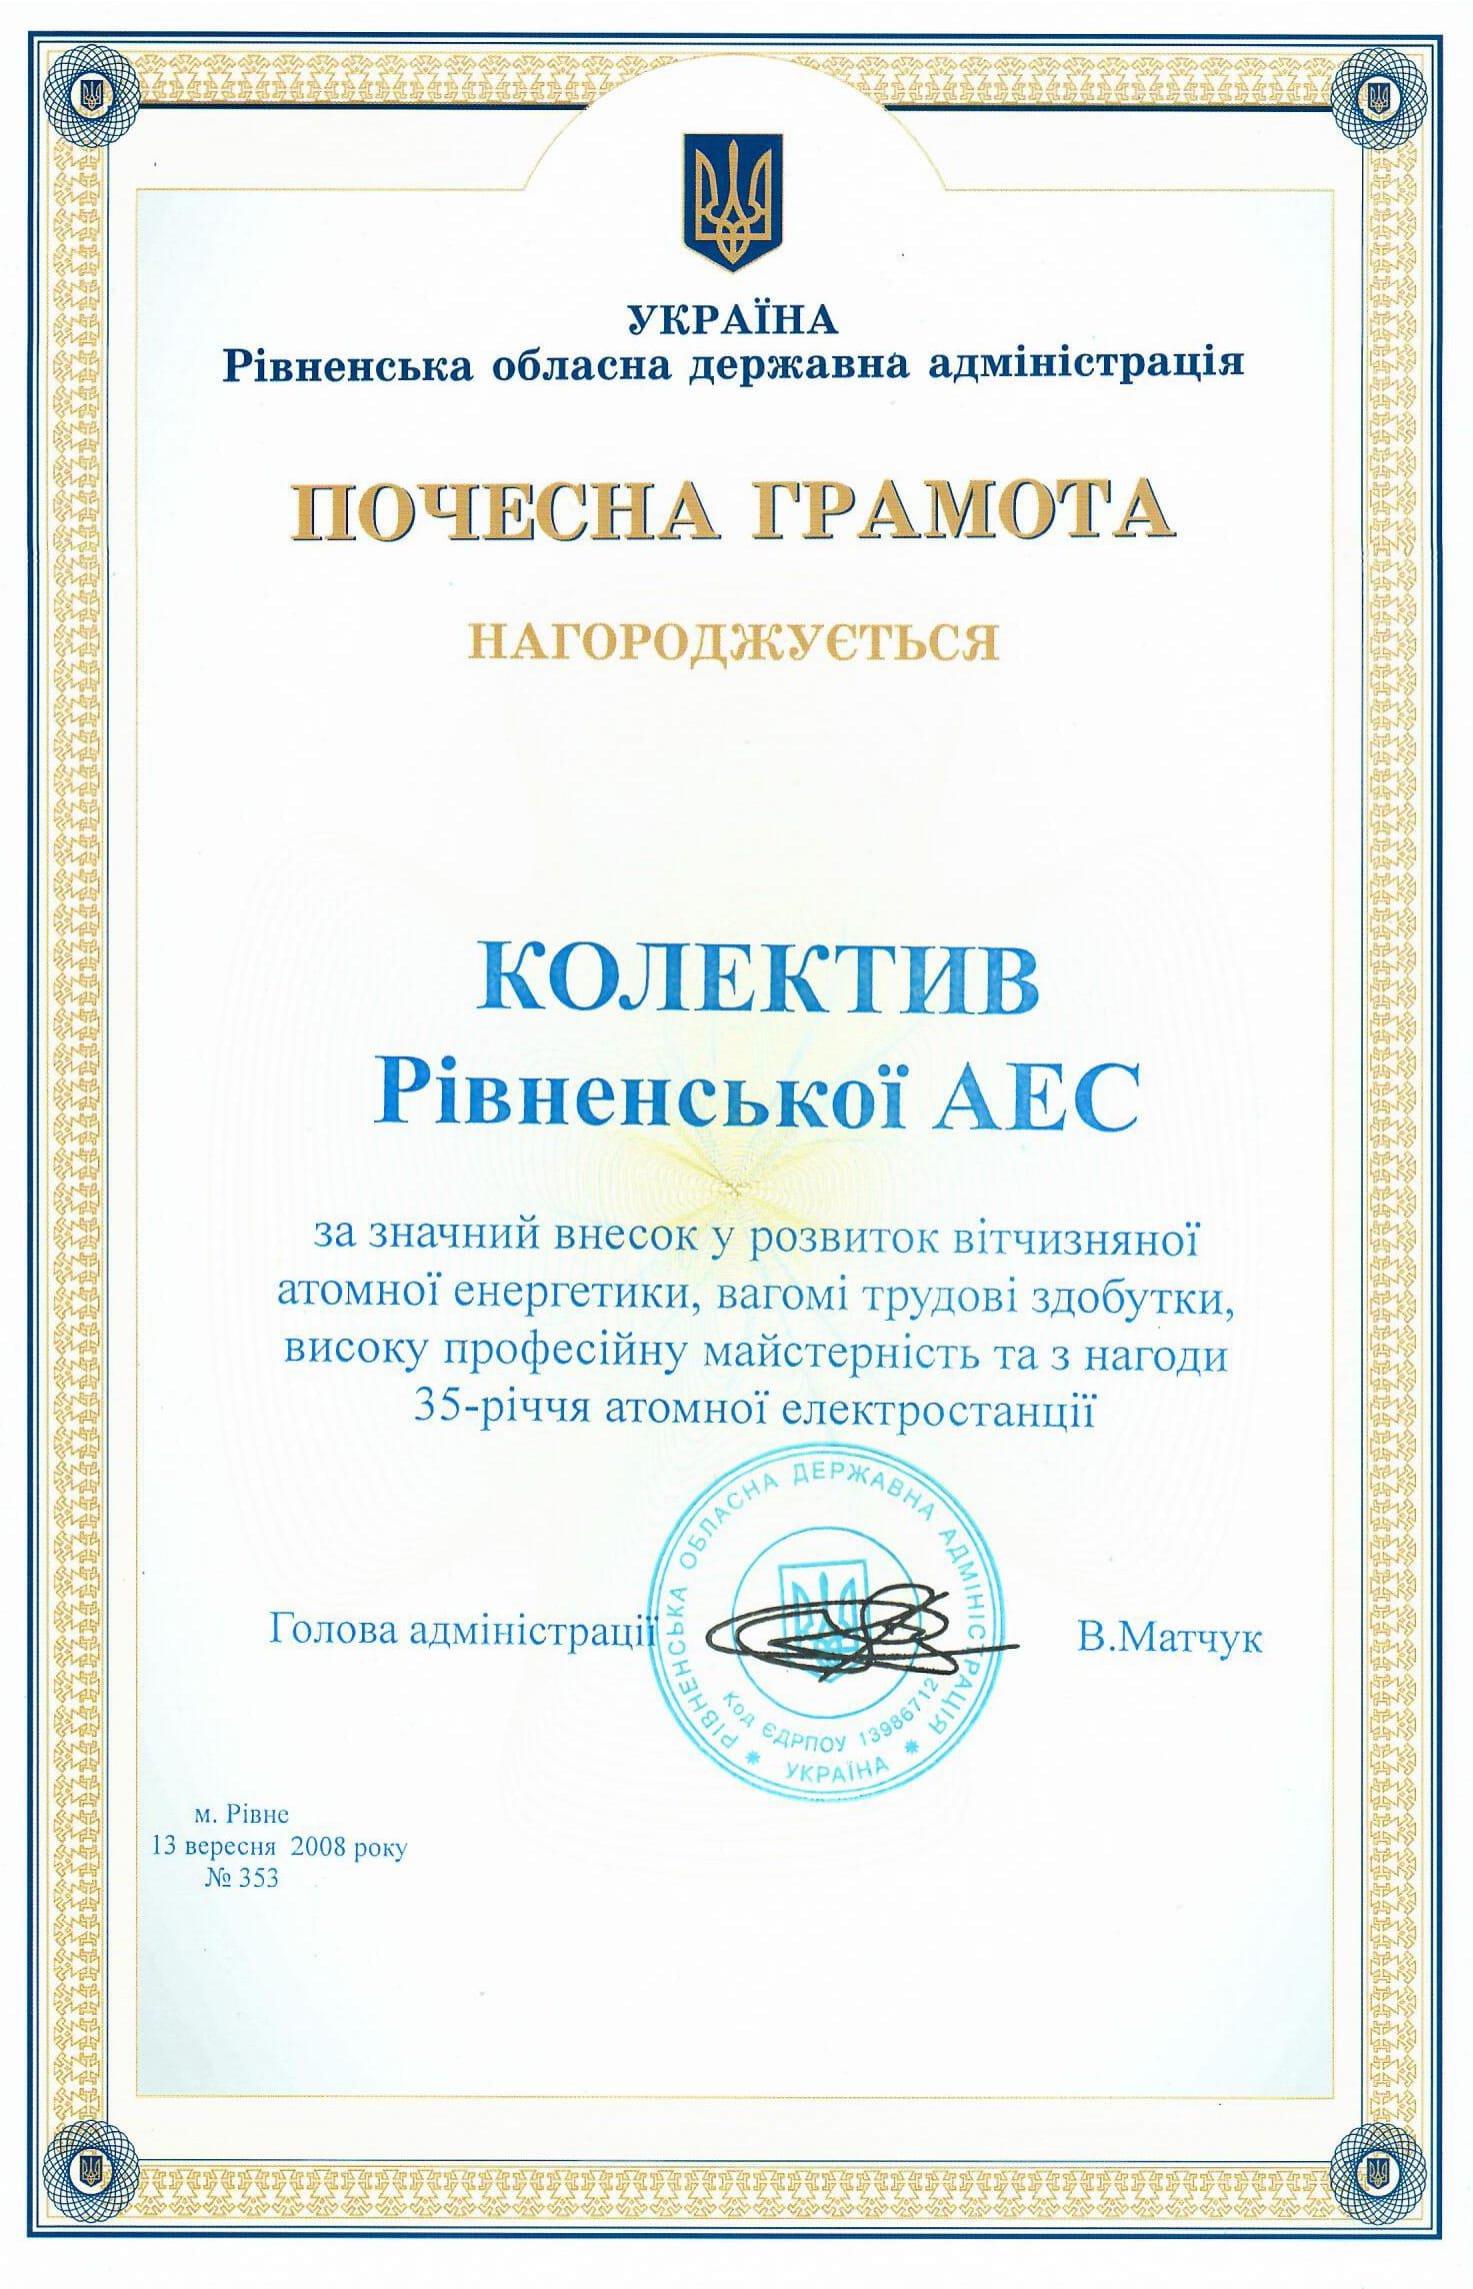 УКРАЇНА
Рівненська обласна державна адміністрація
ПОЧЕСНА ГРАМОТА
НАГОРОДЖУЄТЬСЯ
КОЛЕКТИВ
Рівненської АЕС
за значний внесок у розвиток вітчизняної
атомної енергетики, вагомі трудові здобутки,
високу професійну майстерність та з нагоди
35-річчя атомної електростанції
Голова адміністрації
В.Матчук
РІВНЕНСЬКА ОБЛАСНА ДЕРЖАВНА АДМІНІСТРАЦІЯ
Код ЄДРПОУ 13986712
* УКРАЇНА *
м. Рівне
13 вересня 2008 року
№ 353